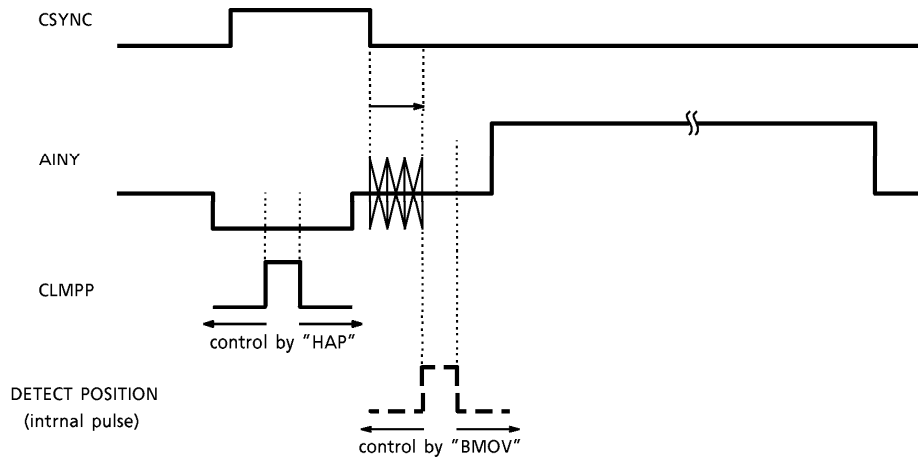 CSYNC
AINY
CLMPP
control by "HAP"
DETECT POSITION
(intrnal pulse)
control by "BMOV"